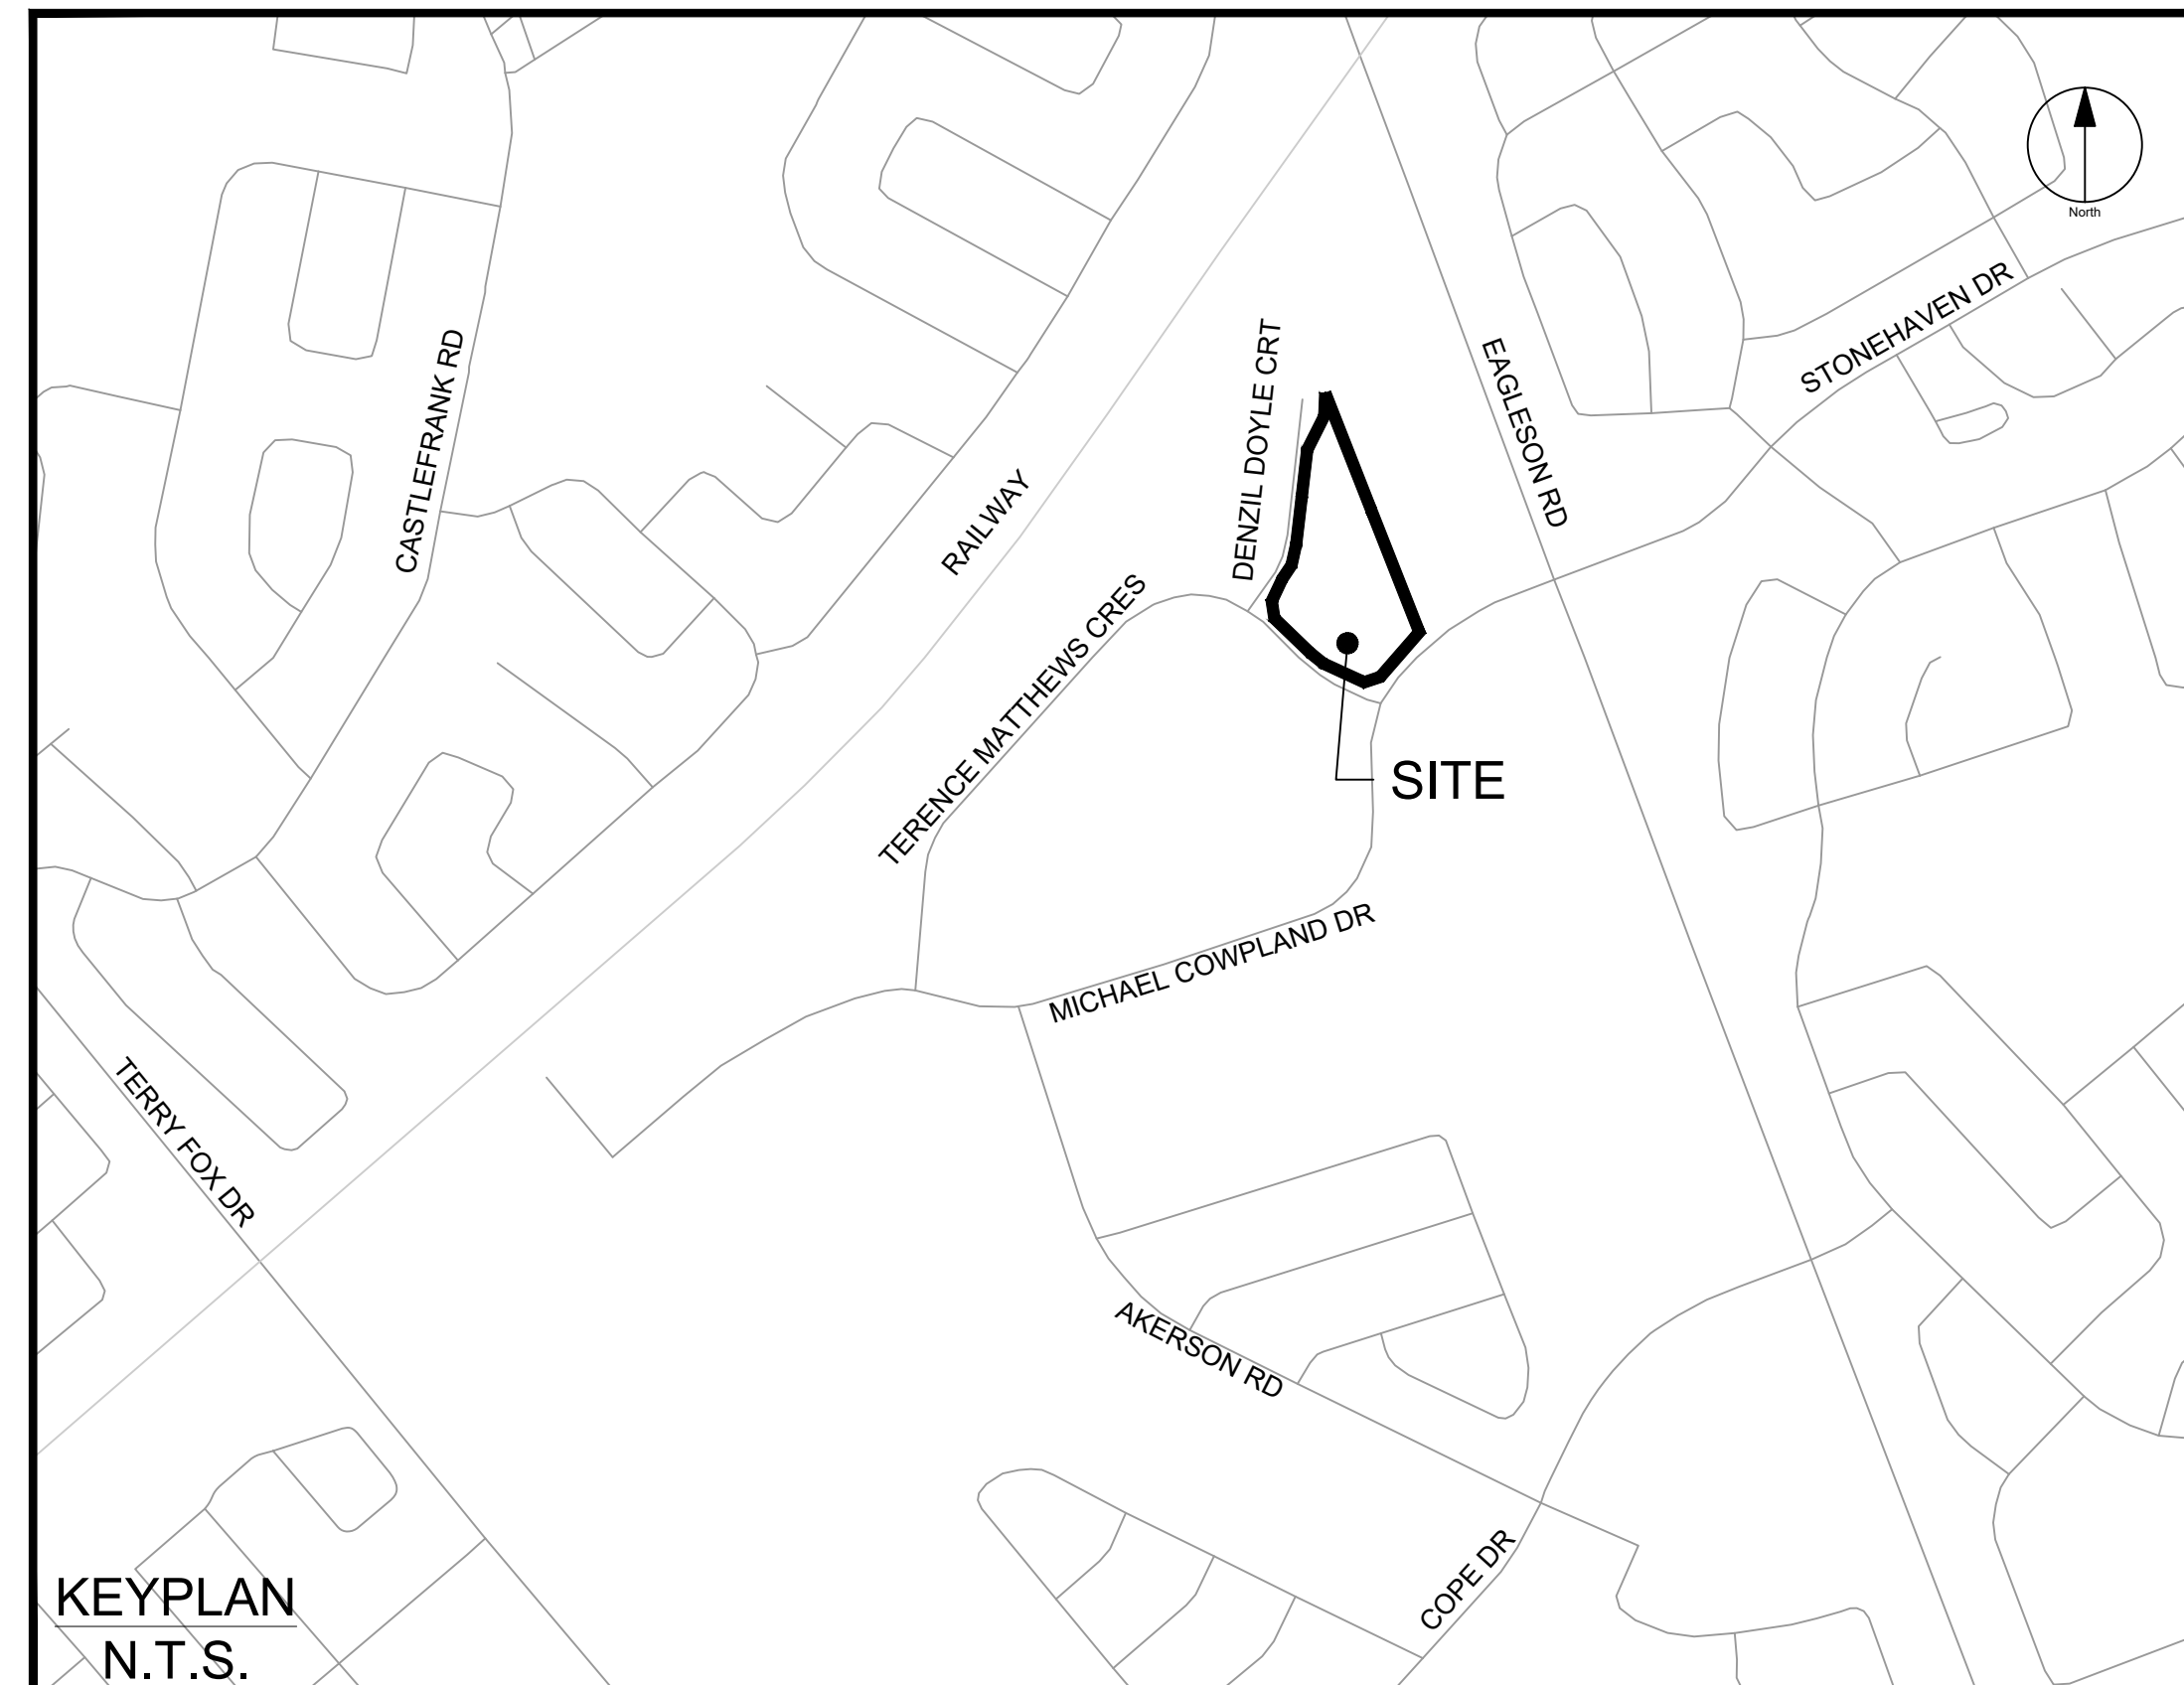 North
STONEHAVEN DR
DENZIL DOYLE CRT
EAGLESON RD
CASTLEFRANK RD
RAILWAY
TERENCE MATTHEWS CRES
SITE
MICHAEL COWPLAND DR
TERRY FOX DR
AKERSON RD
COPE DR
KEYPLAN
N.T.S.